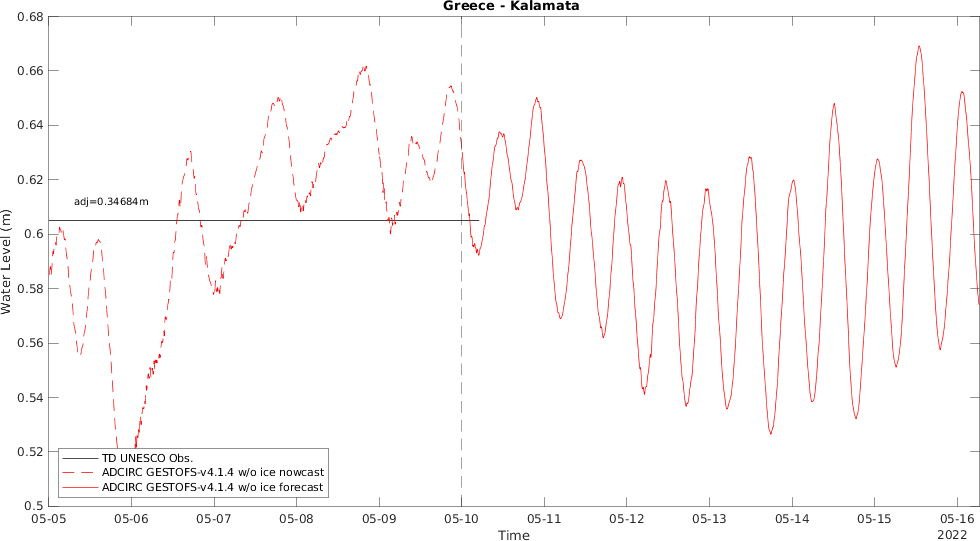 Greece - Kalamata
0.68
0.66
0.64
0.62
0.6
0.58
0.56
0.54
0.52
0.5
Water Level (m)
adj=0.34684m
TD UNESCO Obs.
ADCIRC GESTOFS-v4.1.4 w/o ice nowcast
ADCIRC GESTOFS-v4.1.4 w/o ice forecast
05-05 05-06 05-07 05-08 05-09 05-10 05-11 05-12 05-13 05-14 05-15 05-16
Time
2022